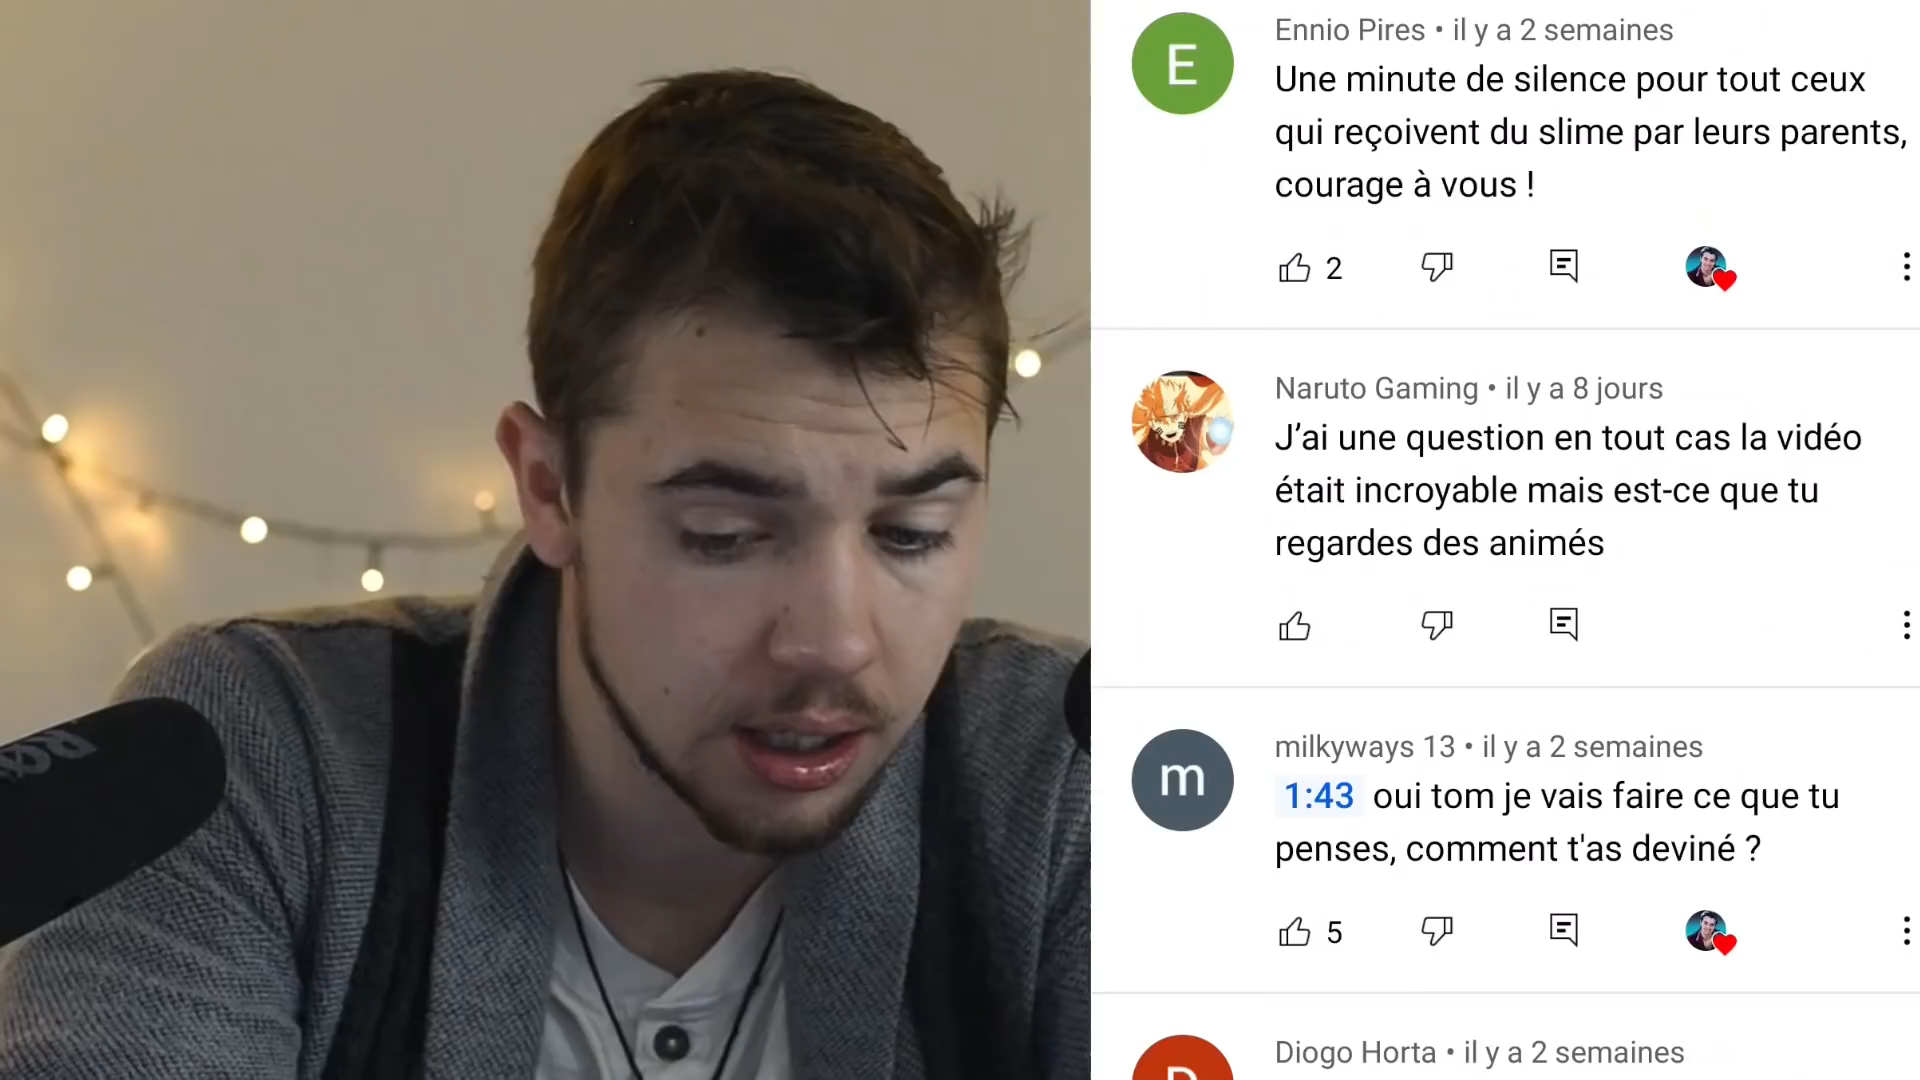 Ennio Pires • il y a 2 semaines
E
Une minute de silence pour tout ceux
qui reçoivent du slime par leurs parents,
courage à vous !
2
Naruto Gaming • il y a 8 jours
J’ai une question en tout cas la vidéo
était incroyable mais est-ce que tu
regardes des animés
milkyways 13 • il y a 2 semaines
m
1:43 oui tom je vais faire ce que tu
penses, comment t'as deviné ?
5
Diogo Horta • il y a 2 semaines
D